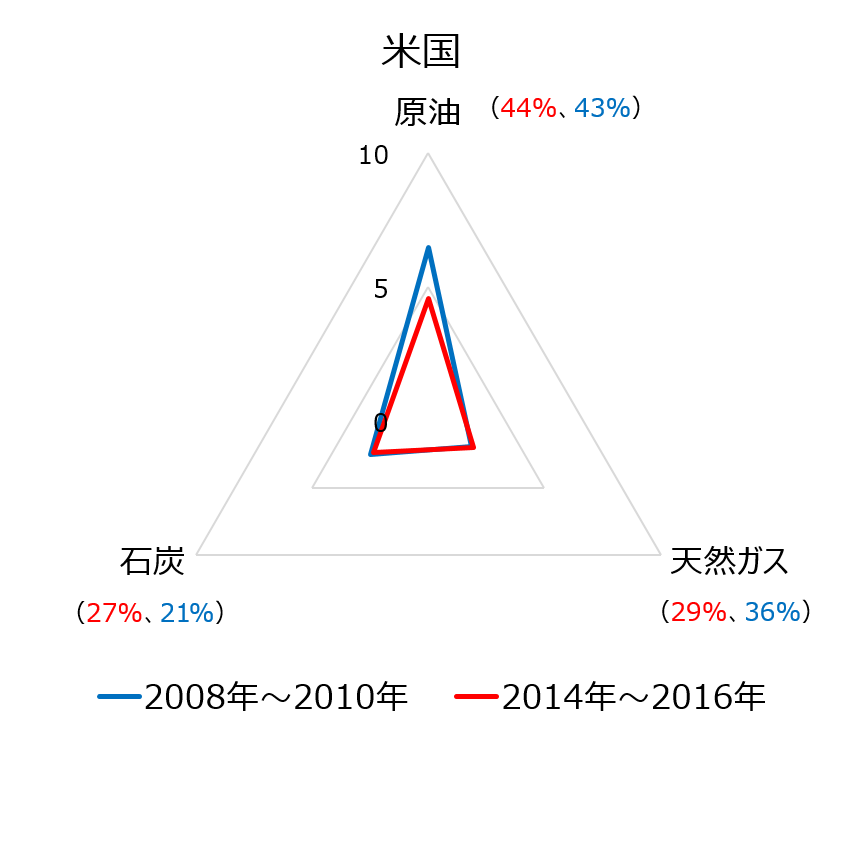 米国
原油 （44%、43%）
10
5
0
石炭
天然ガス
（27%、21%）
（29%、36%）
2008年～2010年
2014年～2016年